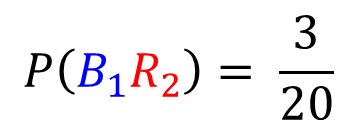 P(B₁R₂) = 3/20